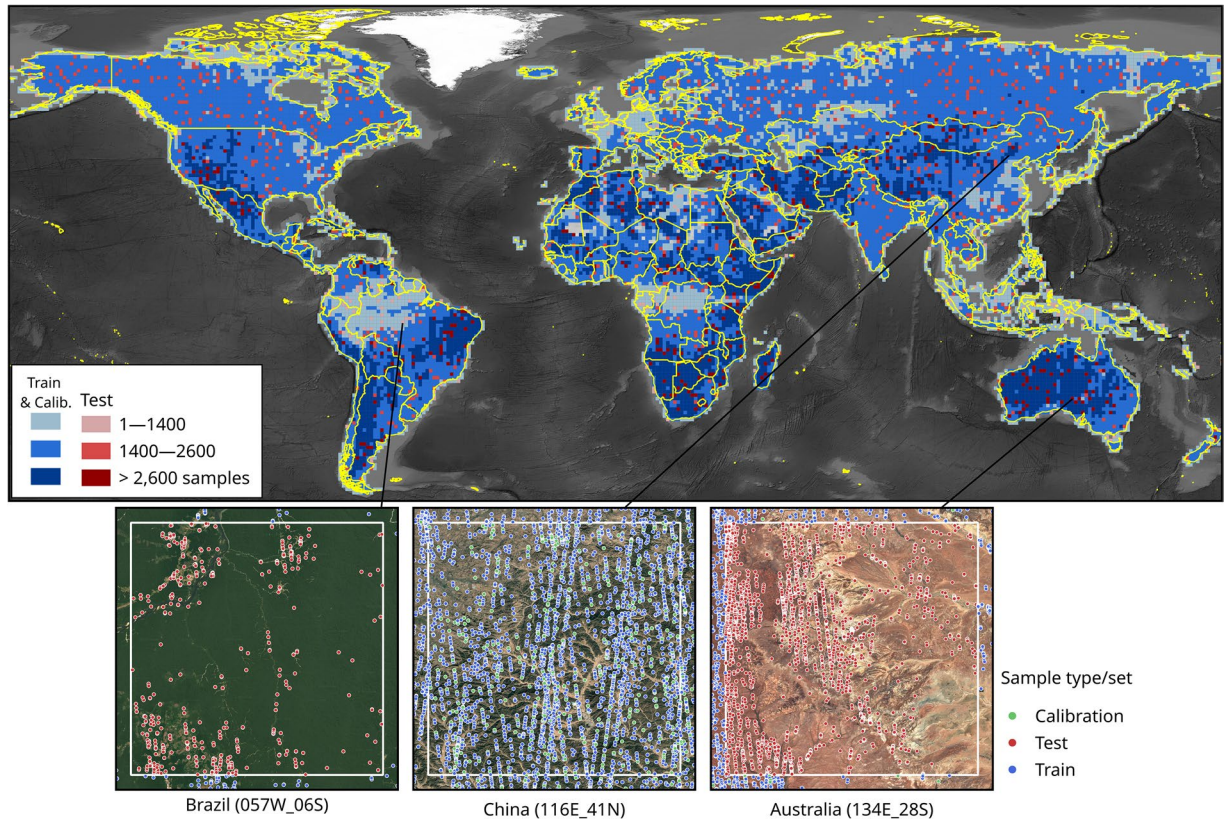 Train
& Calib.
Test
1—1400
1400—2600
> 2,600 samples
Sample type/set
Calibration
Test
Train
Brazil (057W_06S)
China (116E_41N)
Australia (134E_28S)